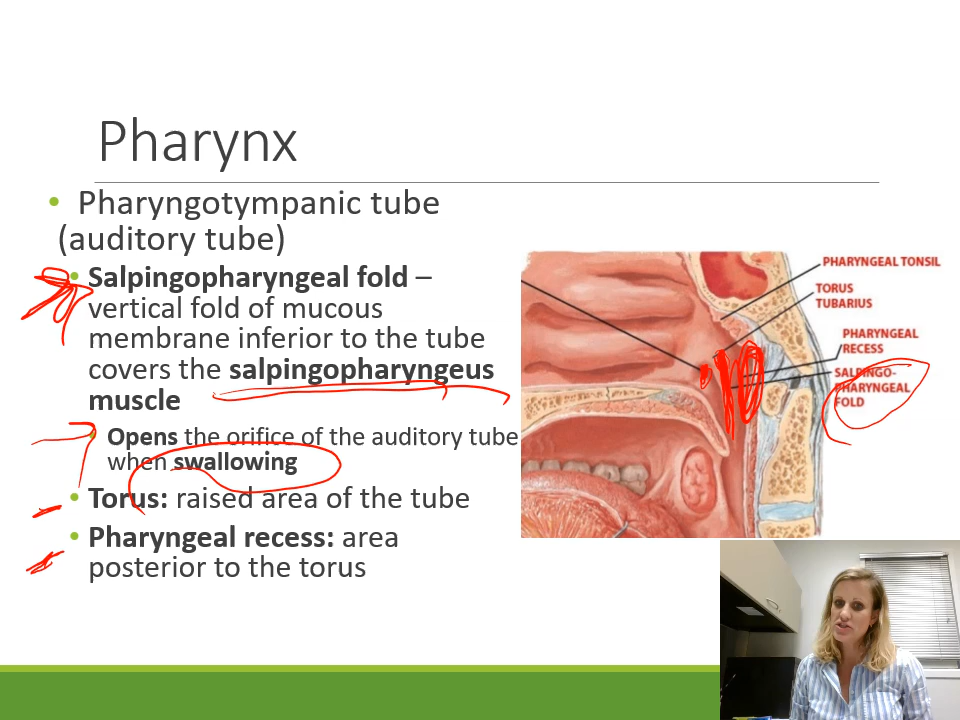 Pharynx
• Pharyngotympanic tube
(auditory tube)
• Salpingopharyngeal fold –
vertical fold of mucous
membrane inferior to the tube
covers the salpingopharyngeus
muscle
Opens the orifice of the auditory tube
when swallowing
• Torus: raised area of the tube
• Pharyngeal recess: area
posterior to the torus
PHARYNGEAL TONSIL
TORUS
TUBARIUS
PHARYNGEAL
RECESS
SALPINGO-
PHARYNGEAL
FOLD